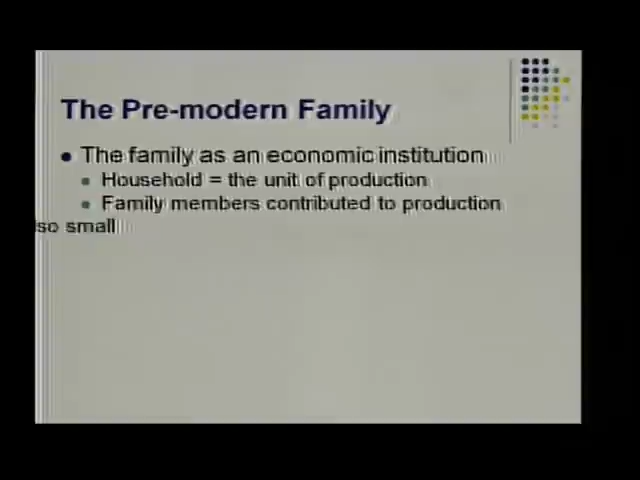 The Pre-modern Family
The family as an economic institution
Household = the unit of production
Family members contributed to production
so small